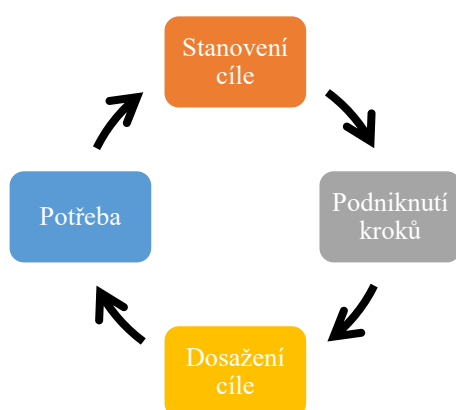 Stanovení
cíle
Potřeba
Podniknutí
kroků
Dosažení
cíle